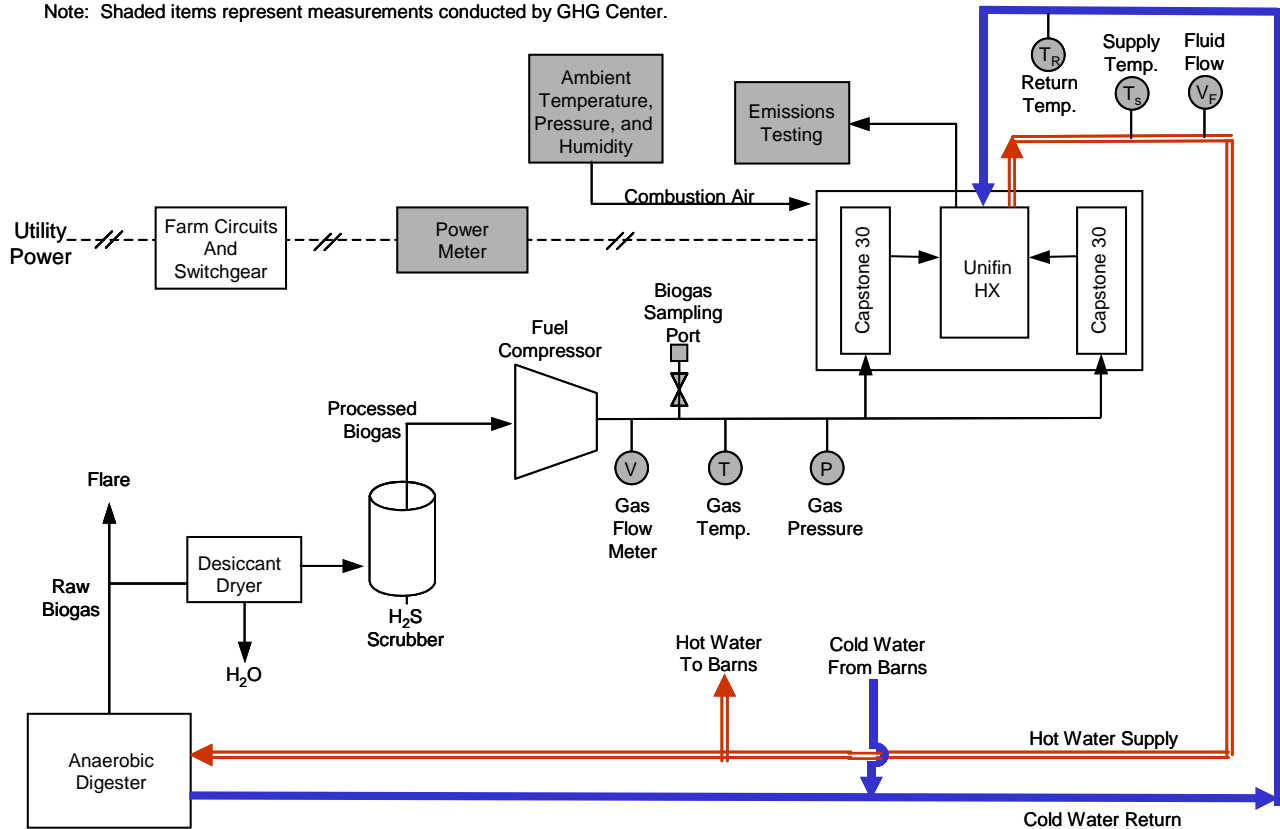 Note: Shaded items represent measurements conducted by GHG Center.
Ambient
Temperature,
Pressure, and
Humidity
Emissions
Testing
T_R
Return
Temp.
Supply
Temp.
T_s
Fluid
Flow
V_F
Combustion Air
Utility
Power
Farm Circuits
And
Switchgear
Power
Meter
Capstone 30
Unifin
HX
Capstone 30
Biogas
Sampling
Port
Fuel
Compressor
Processed
Biogas
V
Gas
Flow
Meter
T
Gas
Temp.
P
Gas
Pressure
Flare
Raw
Biogas
Desiccant
Dryer
H₂O
H₂S
Scrubber
Hot Water
To Barns
Cold Water
From Barns
Hot Water Supply
Anaerobic
Digester
Cold Water Return